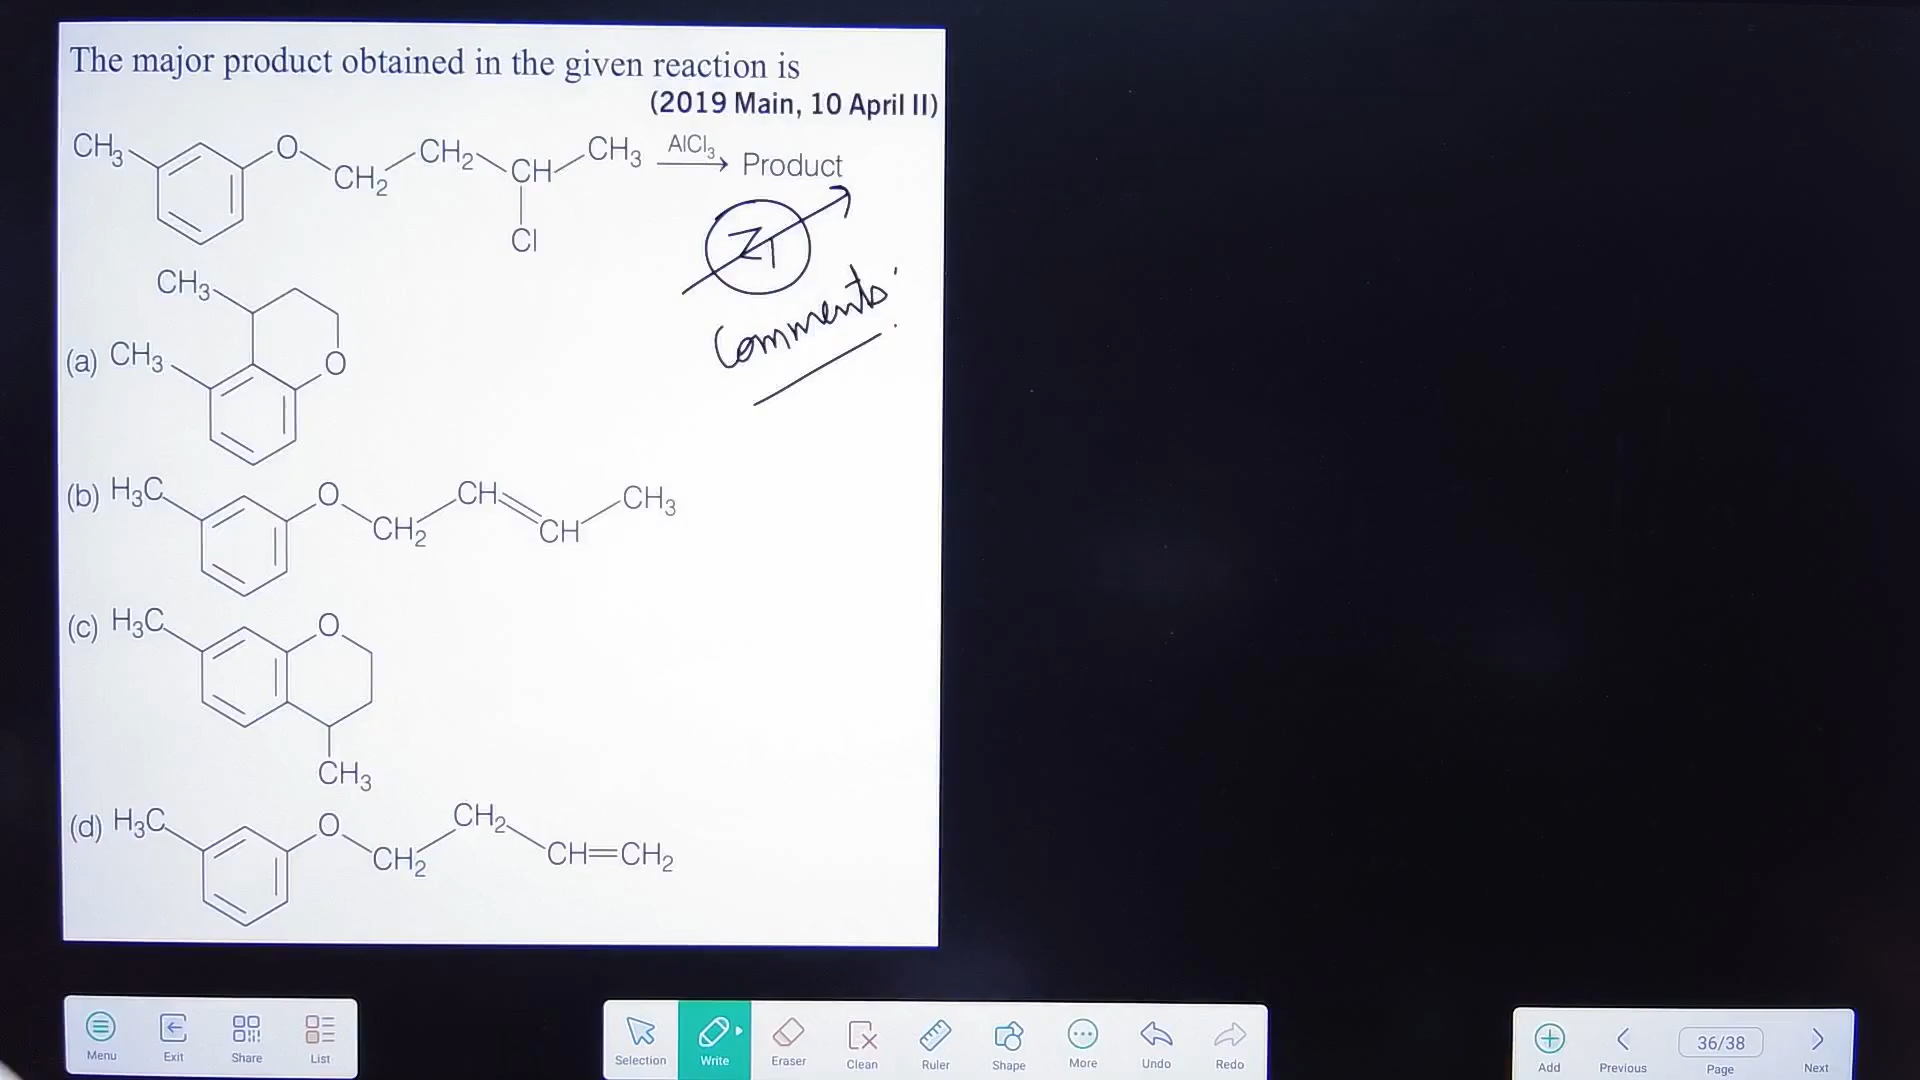 The major product obtained in the given reaction is
(2019 Main, 10 April II)
CH3 O CH2 CH2 CH CH3 AlCl3 Product
Cl
ZT
Comments:
CH3
(a) CH3 O
(b) H3C O CH2 CH CH CH3
(c) H3C O
CH3
(d) H3C O CH2 CH2 CH=CH2
Menu Exit Share List
Selection Write Eraser Clean Ruler Shape More Undo Redo
36/38
Add Previous Page Next